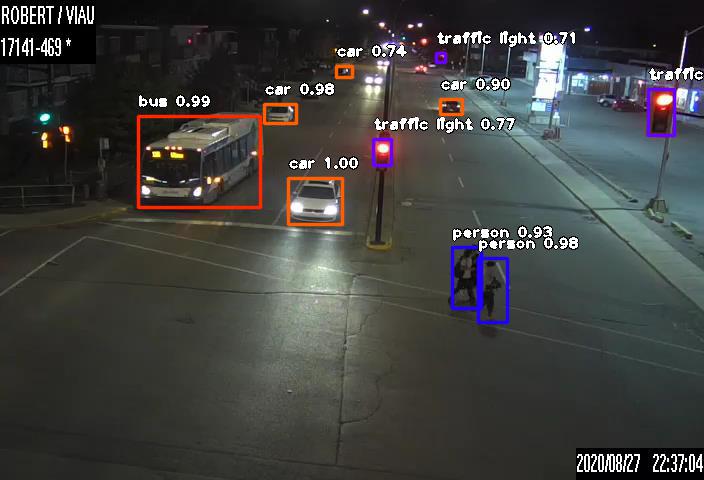 ROBERT / VIAU
17141-469 *
traffic light 0.71
car 0.74
traffic
car 0.98
car 0.90
bus 0.99
traffic light 0.77
car 1.00
person 0.93
person 0.98
2020/08/27 22:37:04